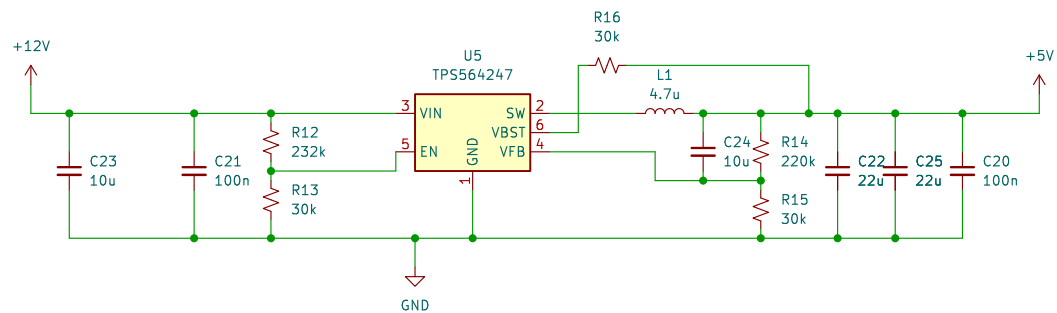 R16
30k
+12V
+5V
U5
TPS564247
L1
4.7u
3
VIN
SW
2
VBST
6
5
EN
GND
VFB
4
1
R12
232k
C24
10u
R14
220k
C23
10u
C21
100n
C22
22u
C25
22u
C20
100n
R13
30k
R15
30k
GND